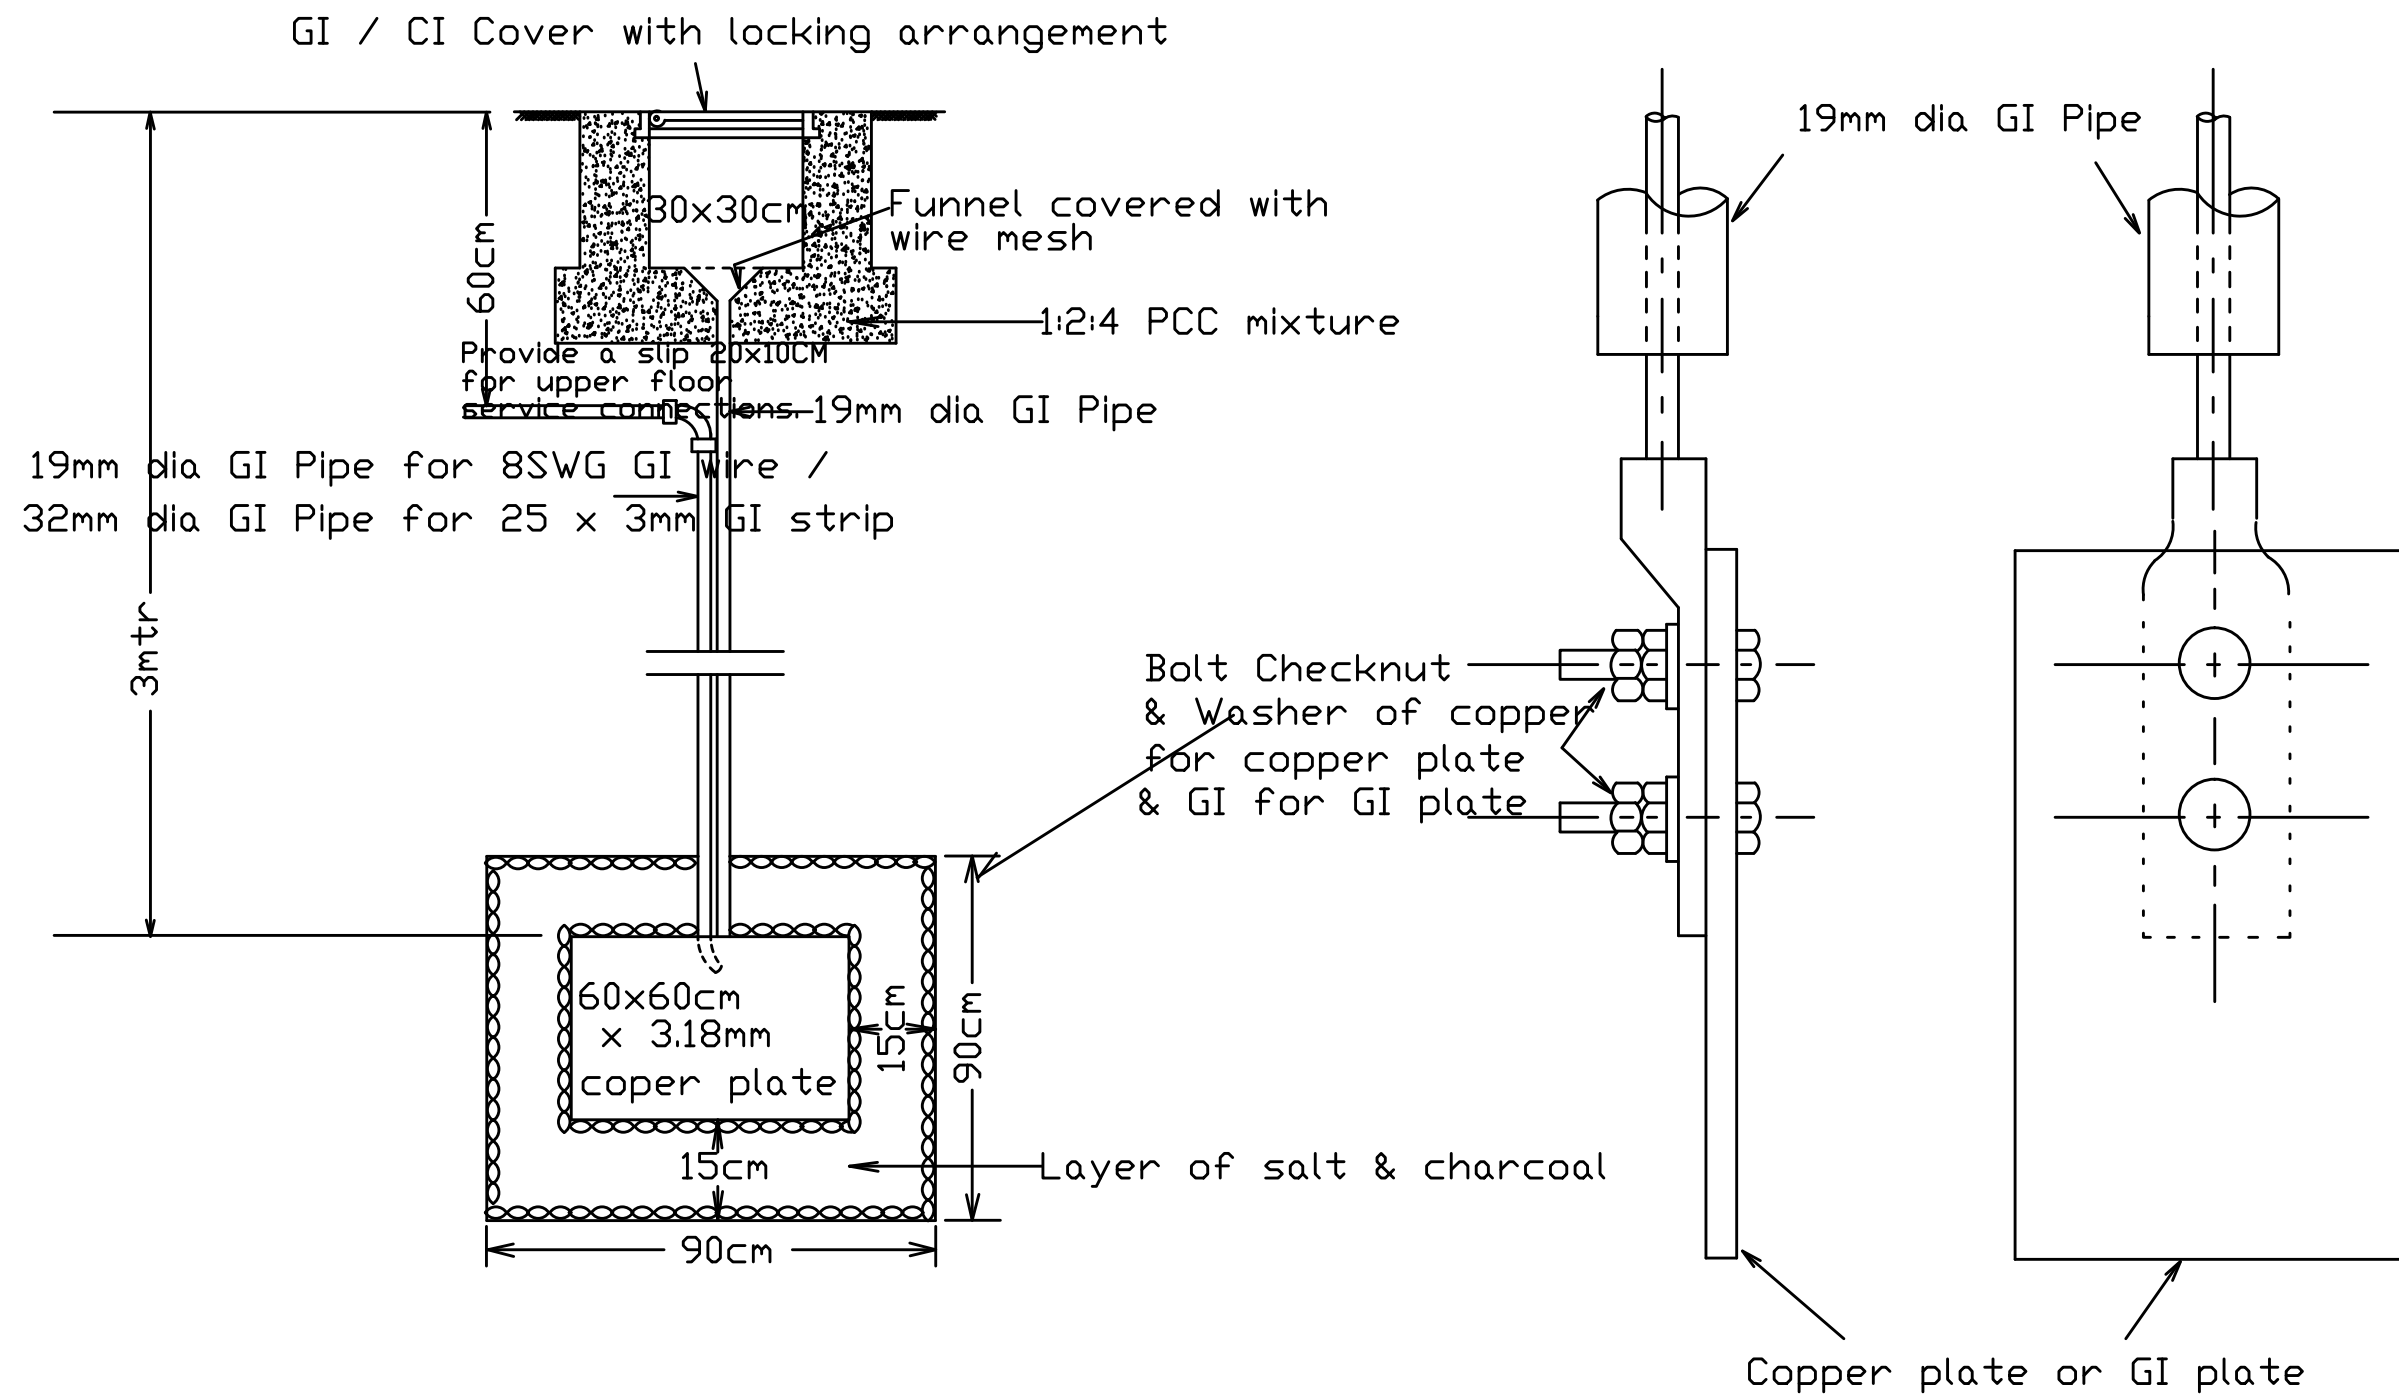 GI / CI Cover with locking arrangement
19mm dia GI Pipe
30x30cm
Funnel covered with
wire mesh
60cm
1:2:4 PCC mixture
Provide a slip 20x10CM
for upper floor
service connections.
19mm dia GI Pipe
19mm dia GI Pipe for 8SWG GI Wire /
32mm dia GI Pipe for 25 x 3mm GI strip
3mtr
Bolt Checknut
& Washer of copper
for copper plate
& GI for GI plate
60x60cm
x 3.18mm
coper plate
15cm
90cm
15cm
Layer of salt & charcoal
90cm
Copper plate or GI plate